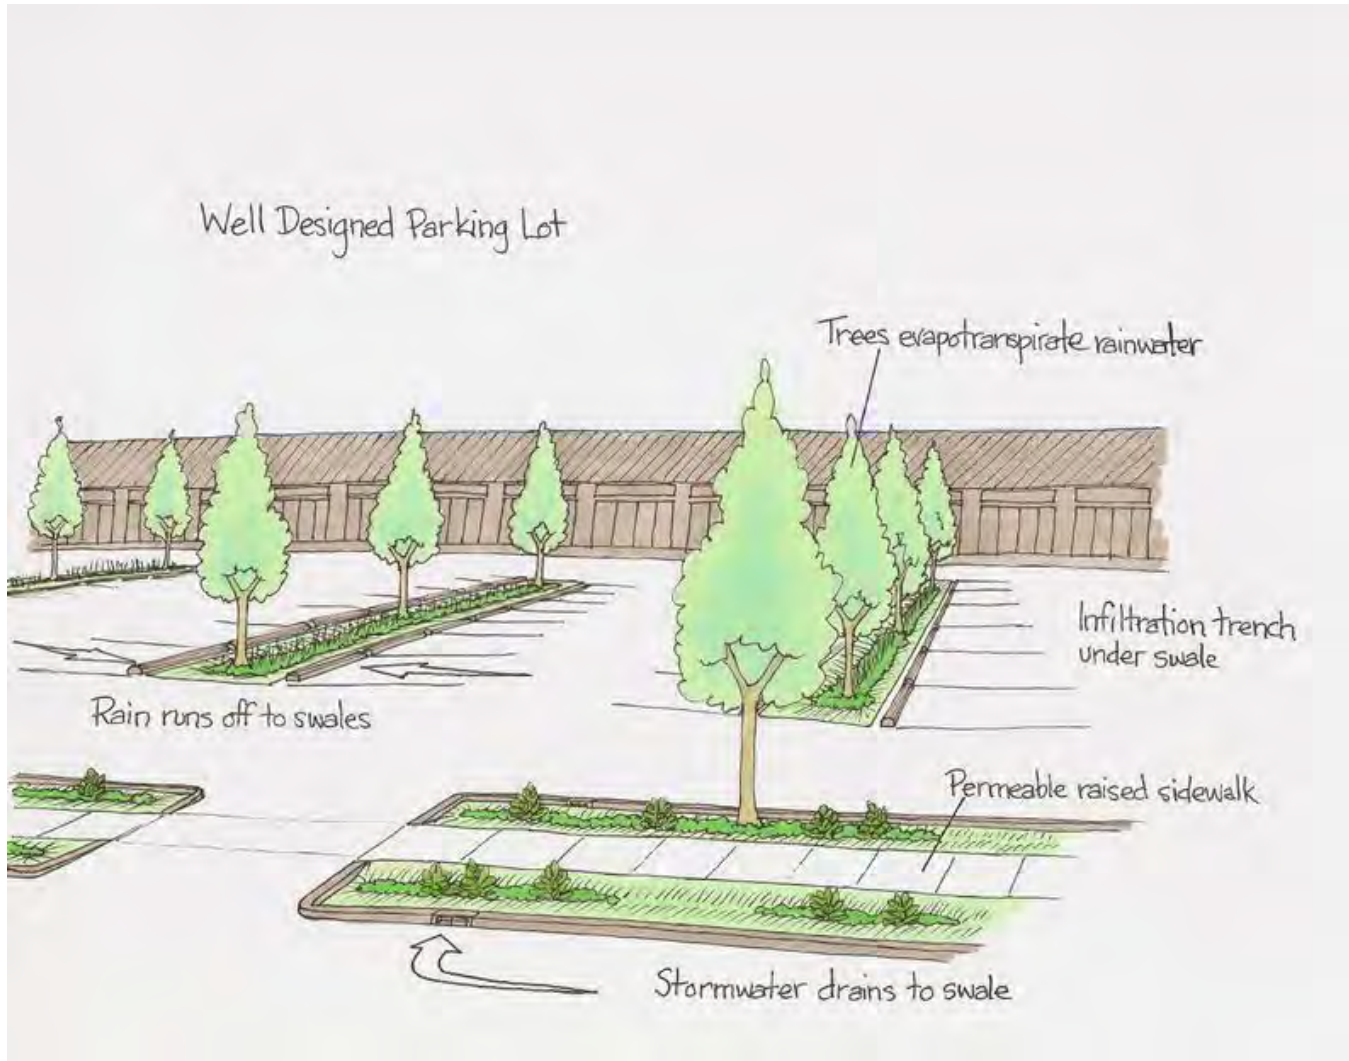 Well Designed Parking Lot
Trees evapotranspirate rainwater
Infiltration trench
under swale
Rain runs off to swales
Permeable raised sidewalk
Stormwater drains to swale